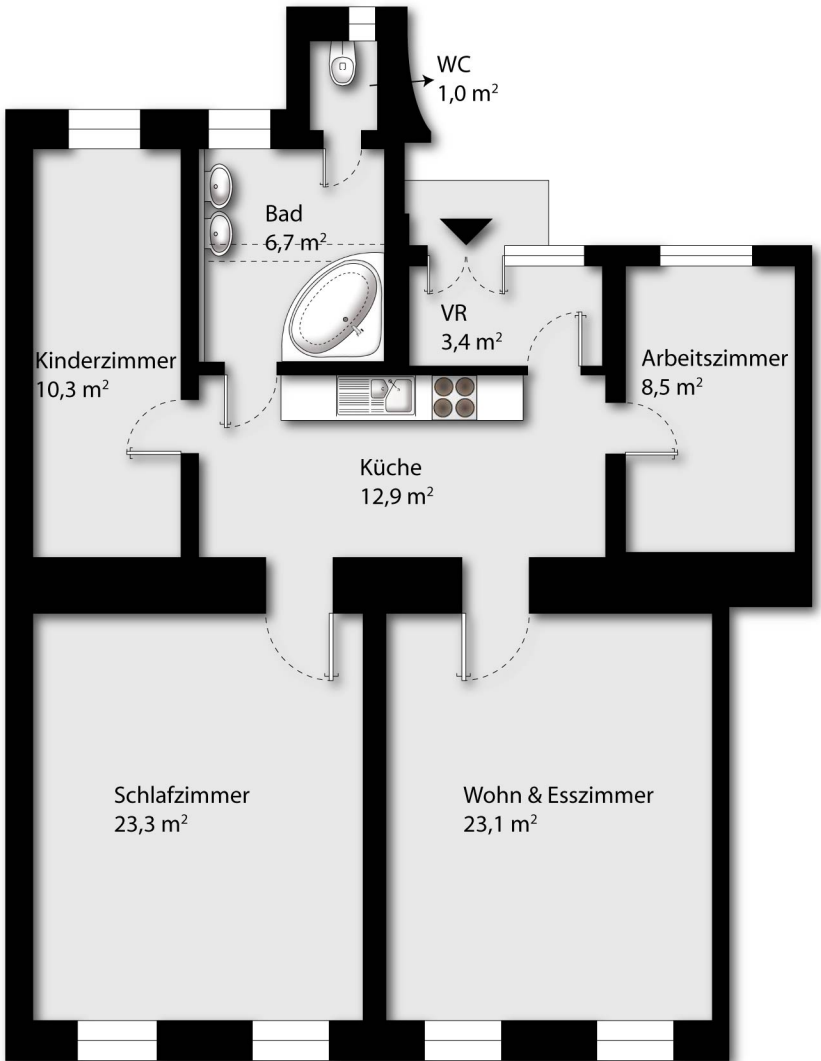 WC
1,0 m²
Bad
6,7 m²
VR
3,4 m²
Kinderzimmer
10,3 m²
Arbeitszimmer
8,5 m²
Küche
12,9 m²
Schlafzimmer
23,3 m²
Wohn & Esszimmer
23,1 m²